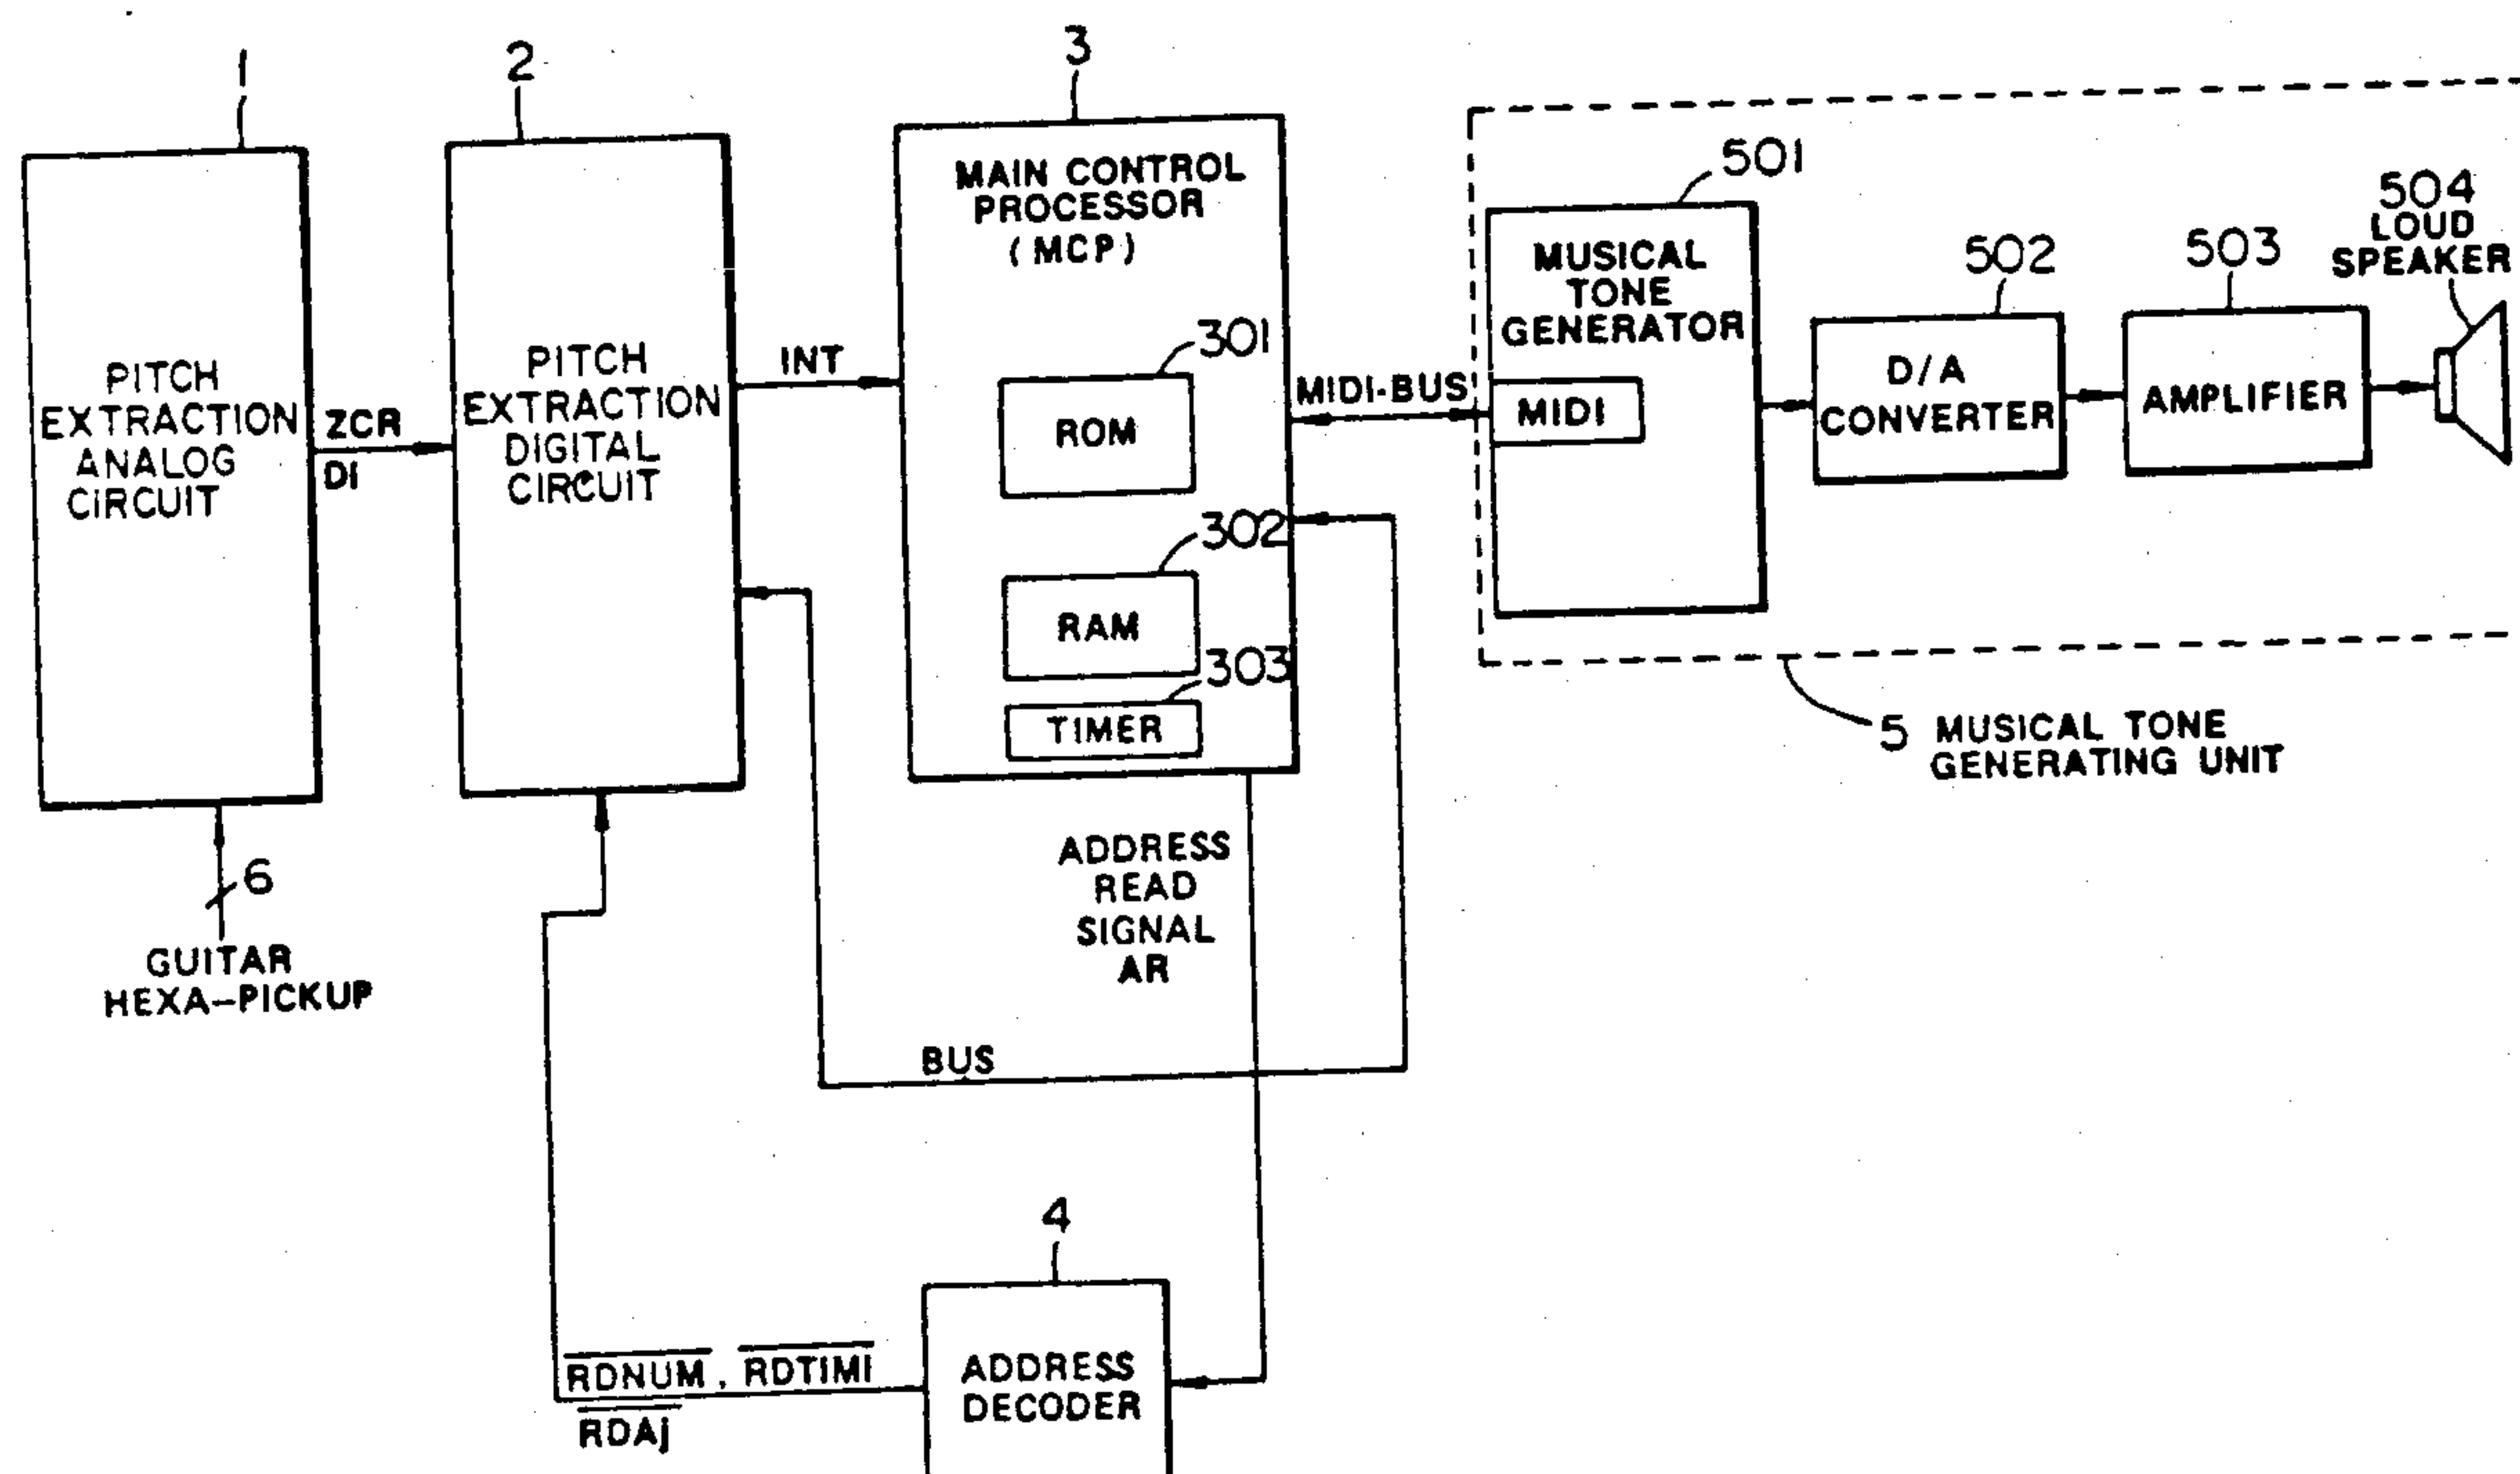 1
2
3
PITCH
EXTRACTION
ANALOG
CIRCUIT
ZCR
DI
PITCH
EXTRACTION
DIGITAL
CIRCUIT
INT
MAIN CONTROL
PROCESSOR
(MCP)
301
ROM
302
RAM
303
TIMER
MIDI-BUS
501
MUSICAL
TONE
GENERATOR
MIDI
502
D/A
CONVERTER
503
AMPLIFIER
504
LOUD
SPEAKER
5 MUSICAL TONE
GENERATING UNIT
6
GUITAR
HEXA-PICKUP
ADDRESS
READ
SIGNAL
AR
BUS
4
ADDRESS
DECODER
RDNUM, RDTIMI
RDAj